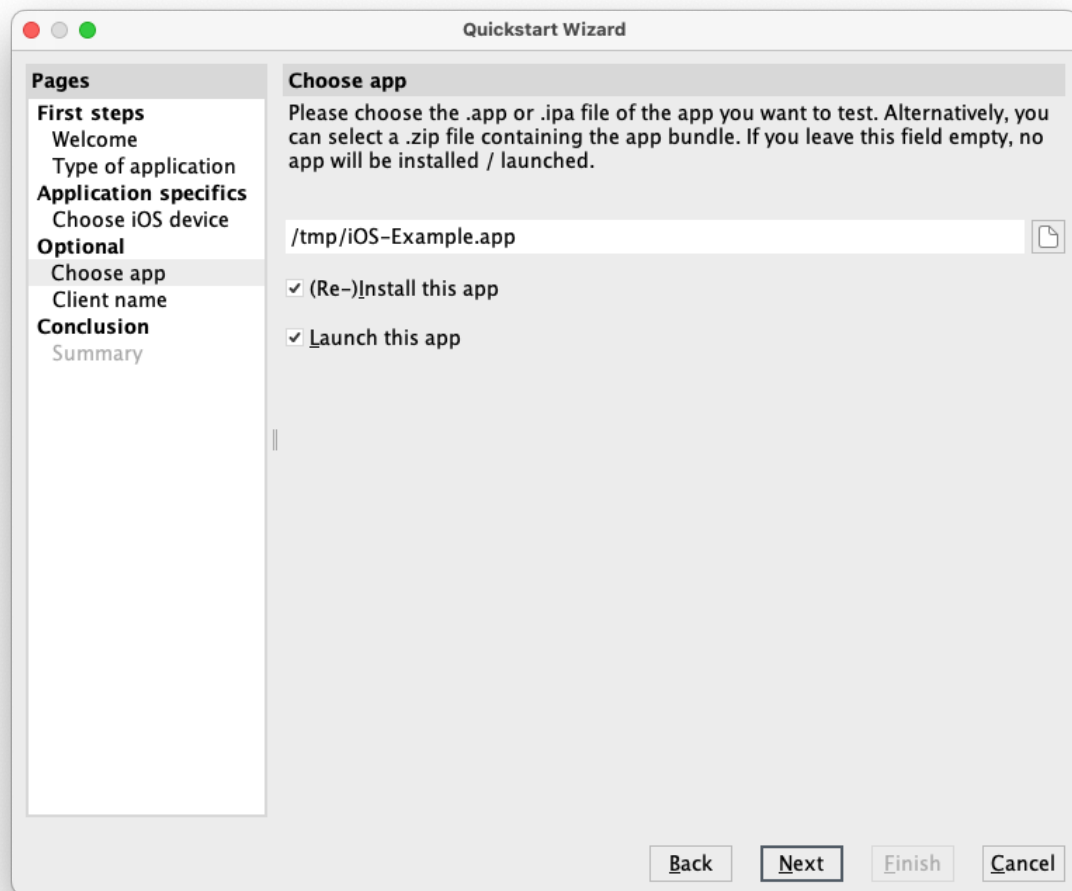 Quickstart Wizard
Pages
First steps
Welcome
Type of application
Application specifics
Choose iOS device
Optional
Choose app
Client name
Conclusion
Summary
Choose app
Please choose the .app or .ipa file of the app you want to test. Alternatively, you
can select a .zip file containing the app bundle. If you leave this field empty, no
app will be installed / launched.
/tmp/iOS-Example.app
(Re-)Install this app
Launch this app
Back
Next
Finish
Cancel